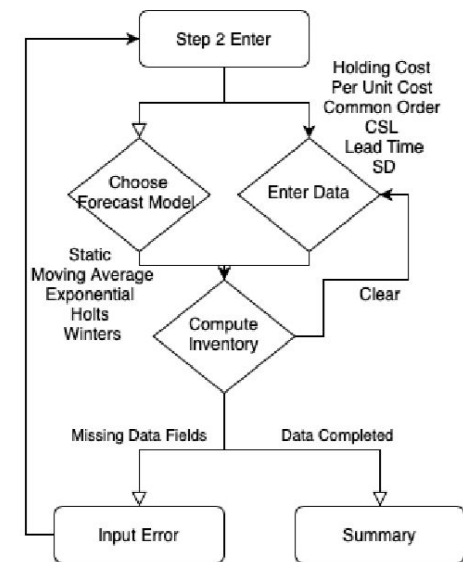 Step 2 Enter
Holding Cost
Per Unit Cost
Common Order
CSL
Lead Time
SD
Choose
Forecast Model
Enter Data
Static
Moving Average
Exponential
Holts
Winters
Clear
Compute
Inventory
Missing Data Fields
Data Completed
Input Error
Summary